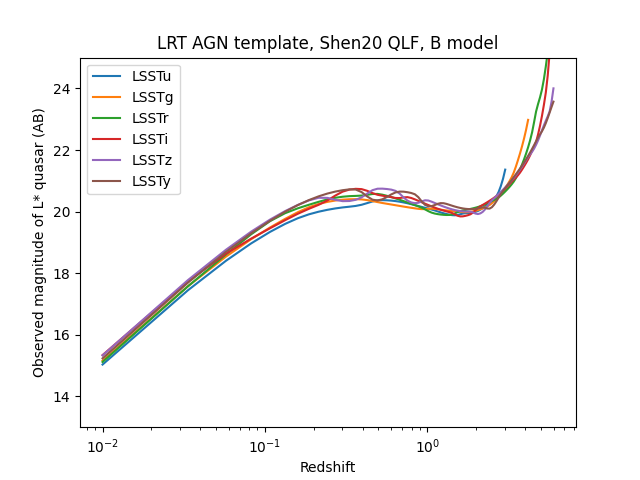 LRT AGN template, Shen20 QLF, B model
Observed magnitude of L* quasar (AB)
24
22
20
18
16
14
LSSTu
LSSTg
LSSTr
LSSTi
LSSTz
LSSTy
10⁻² 10⁻¹ 10⁰
Redshift